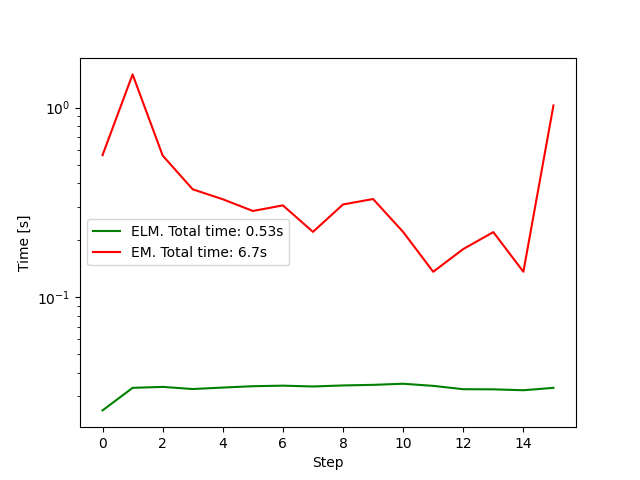 Time [s]
10⁰
10⁻¹
ELM. Total time: 0.53s
EM. Total time: 6.7s
0 2 4 6 8 10 12 14
Step